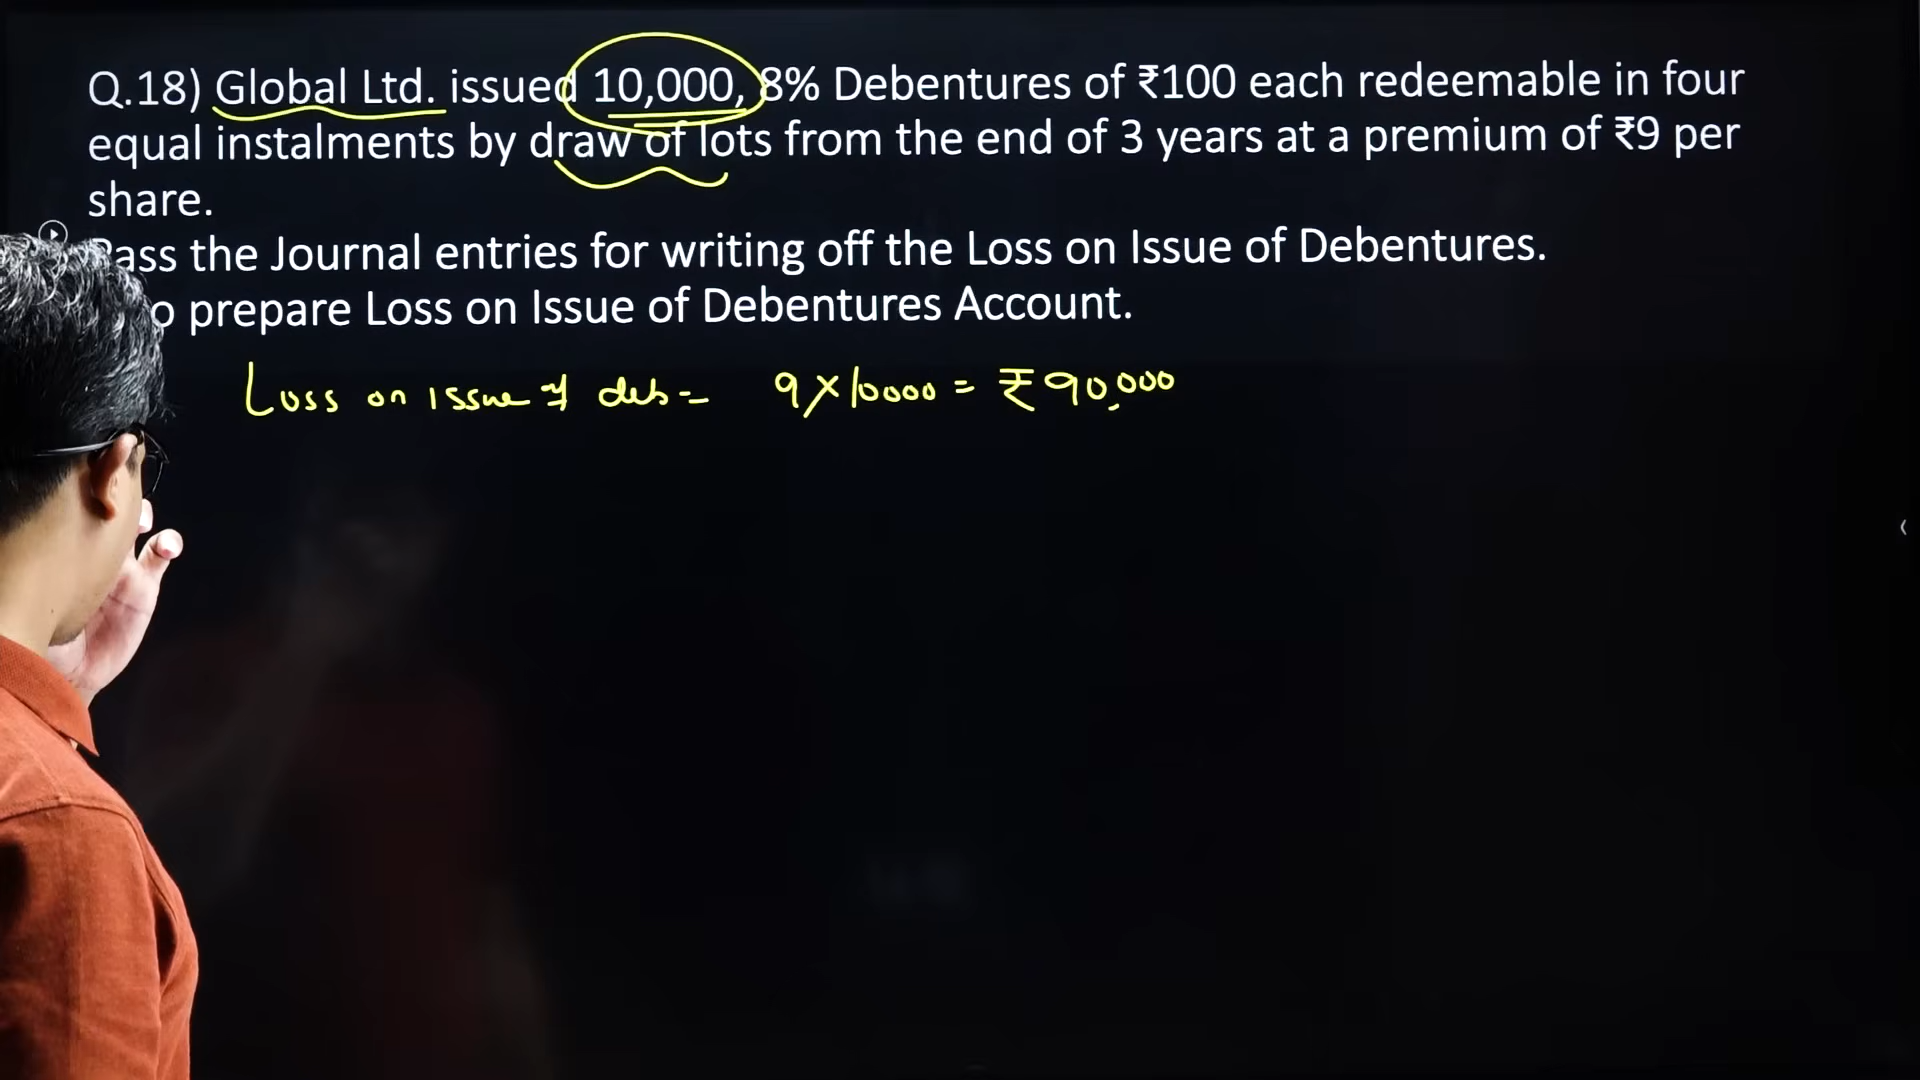 Q.18) Global Ltd. issued 10,000, 8% Debentures of ₹100 each redeemable in four
equal instalments by draw of lots from the end of 3 years at a premium of ₹9 per
share.
ass the Journal entries for writing off the Loss on Issue of Debentures.
o prepare Loss on Issue of Debentures Account.
Loss on issue of deb = 9 × 10000 = ₹90,000